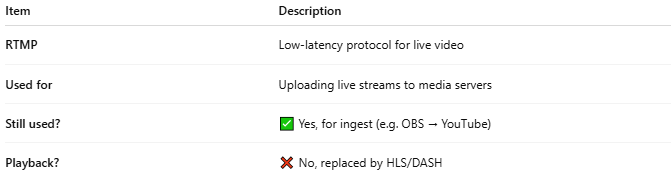 Item Description
RTMP Low-latency protocol for live video
Used for Uploading live streams to media servers
Still used? ✅ Yes, for ingest (e.g. OBS → YouTube)
Playback? ❌ No, replaced by HLS/DASH